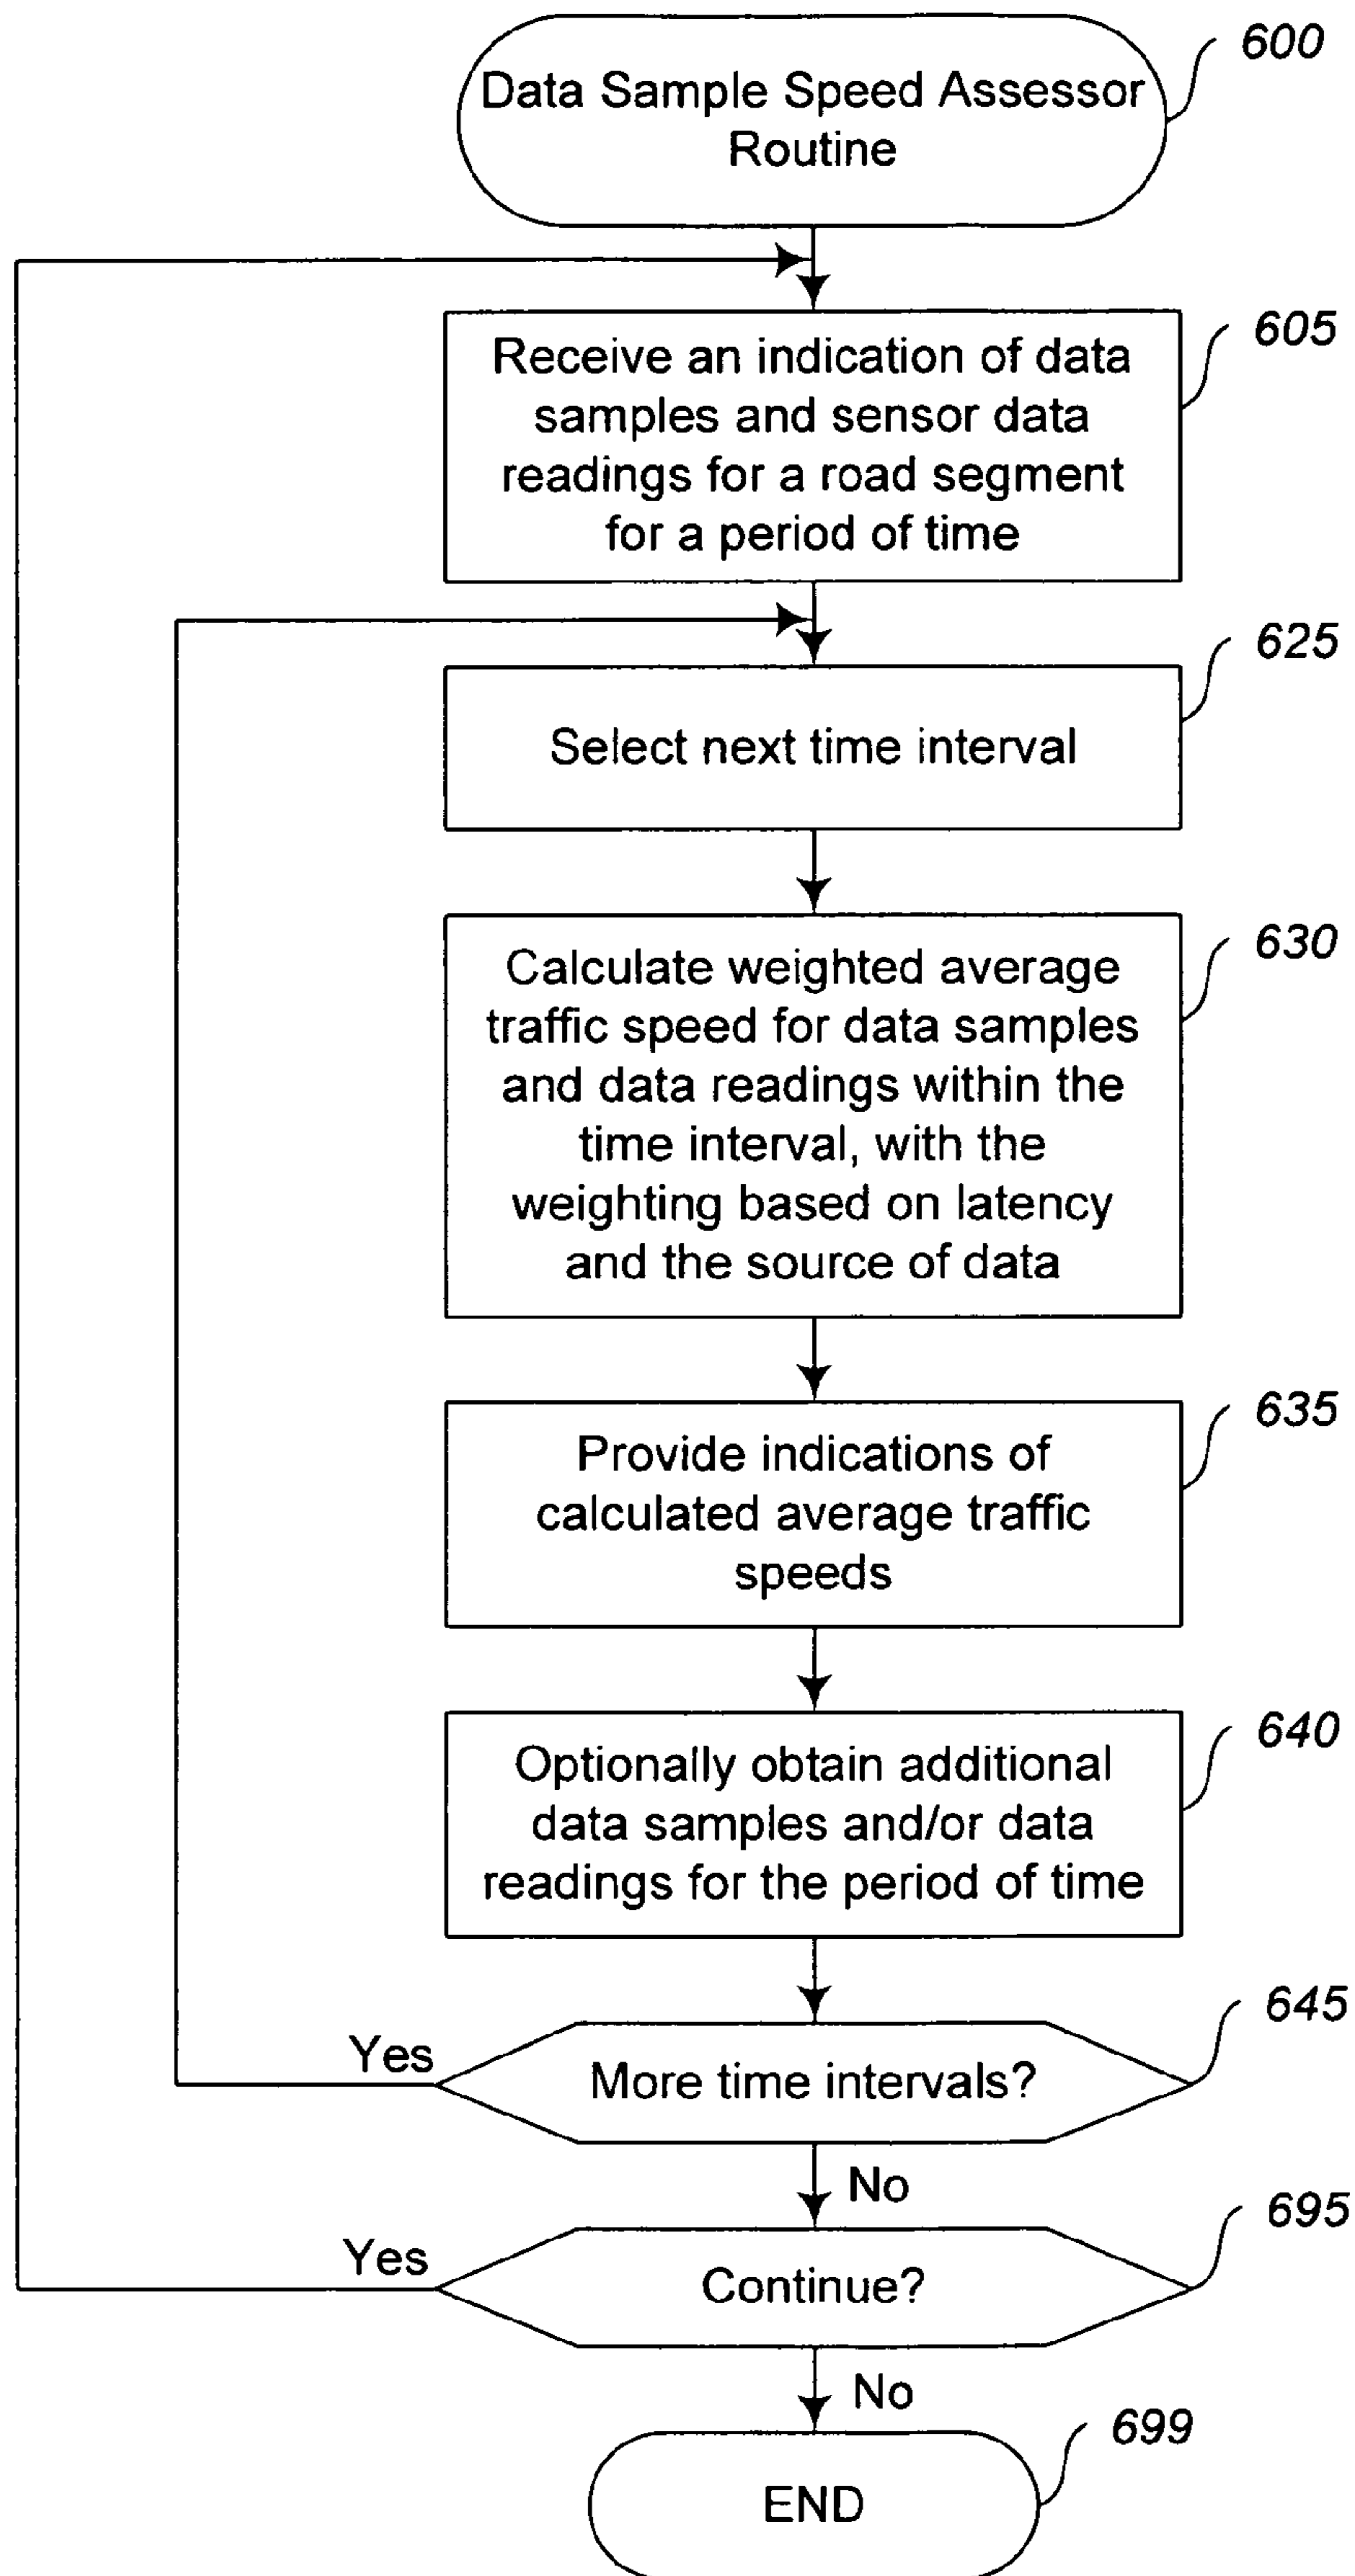 600
Data Sample Speed Assessor
Routine
605
Receive an indication of data
samples and sensor data
readings for a road segment
for a period of time
625
Select next time interval
630
Calculate weighted average
traffic speed for data samples
and data readings within the
time interval, with the
weighting based on latency
and the source of data
635
Provide indications of
calculated average traffic
speeds
640
Optionally obtain additional
data samples and/or data
readings for the period of time
645
Yes
More time intervals?
No
695
Yes
Continue?
No
699
END